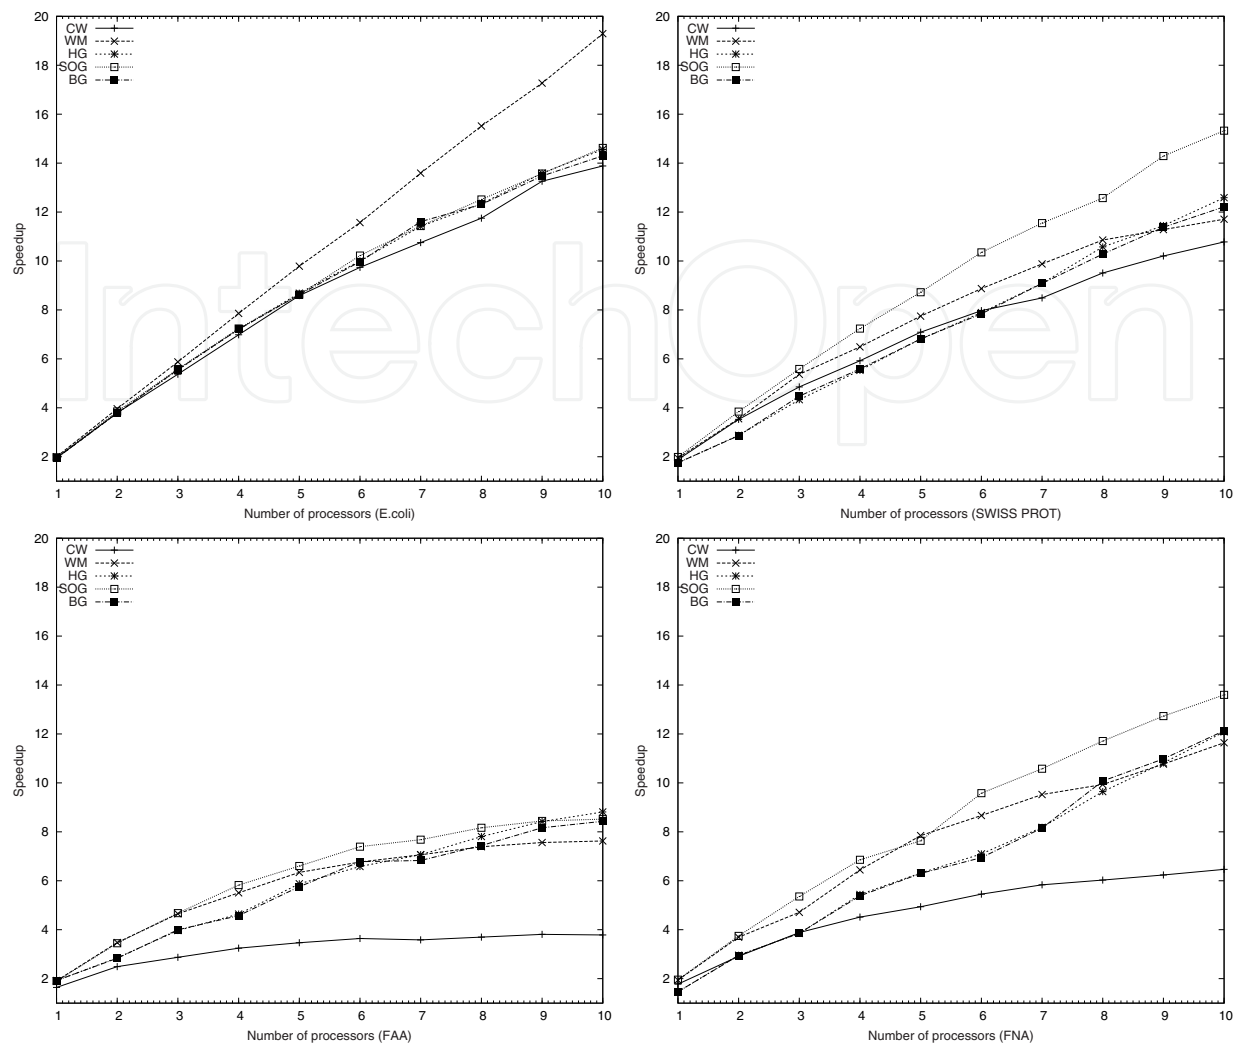 20
18
16
14
12
10
8
6
4
2
Speedup
CW
WM
HG
SOG
BG
1 2 3 4 5 6 7 8 9 10
Number of processors (E.coli)
20
18
16
14
12
10
8
6
4
2
Speedup
CW
WM
HG
SOG
BG
1 2 3 4 5 6 7 8 9 10
Number of processors (SWISS PROT)
20
18
16
14
12
10
8
6
4
2
Speedup
CW
WM
HG
SOG
BG
1 2 3 4 5 6 7 8 9 10
Number of processors (FAA)
20
18
16
14
12
10
8
6
4
2
Speedup
CW
WM
HG
SOG
BG
1 2 3 4 5 6 7 8 9 10
Number of processors (FNA)
IntechOpen